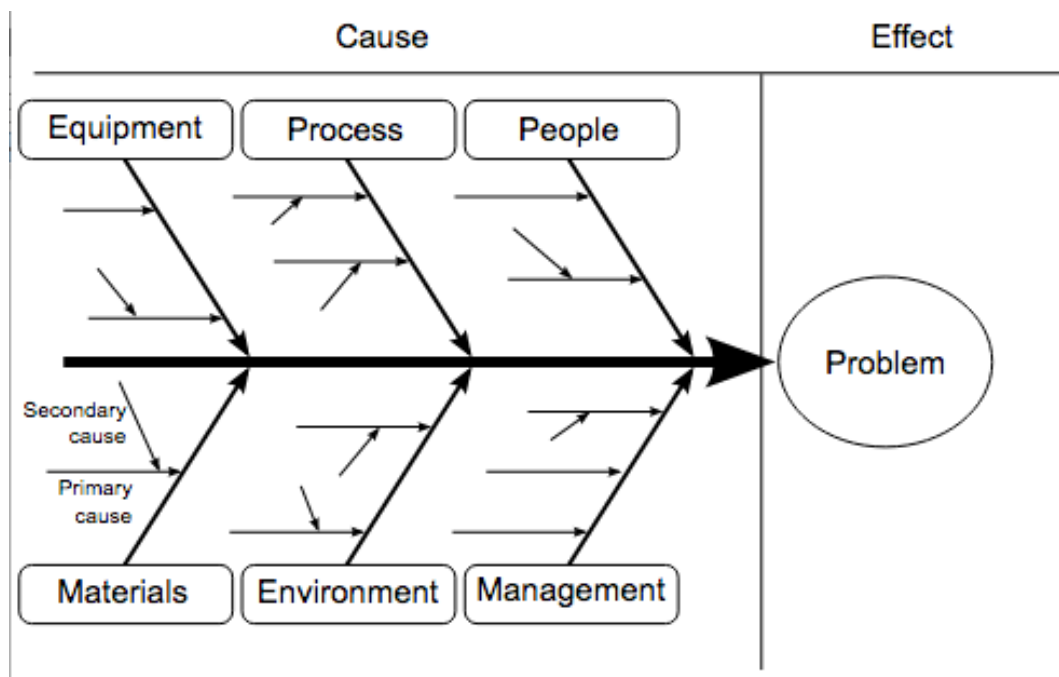 Cause
Effect
Equipment
Process
People
Problem
Secondary
cause
Primary
cause
Materials
Environment
Management